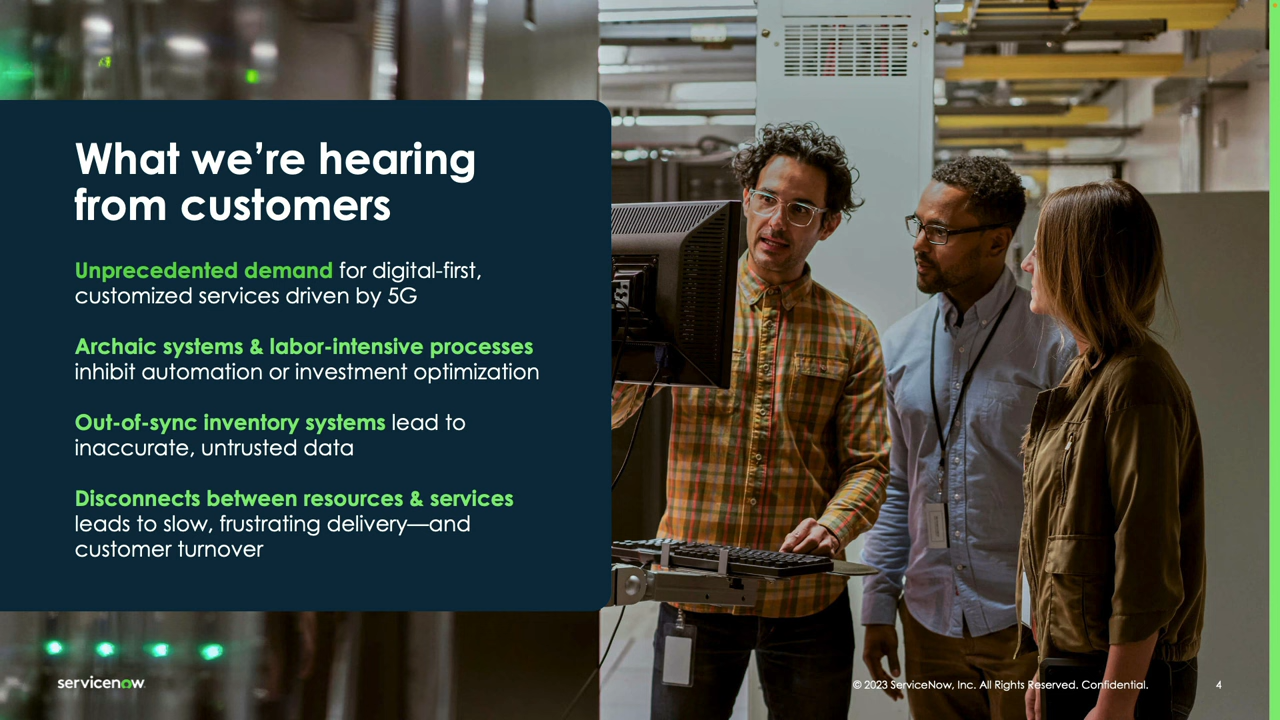 What we’re hearing
from customers
Unprecedented demand for digital-first,
customized services driven by 5G
Archaic systems & labor-intensive processes
inhibit automation or investment optimization
Out-of-sync inventory systems lead to
inaccurate, untrusted data
Disconnects between resources & services
leads to slow, frustrating delivery—and
customer turnover
servicenow
© 2023 ServiceNow, Inc. All Rights Reserved. Confidential.
4